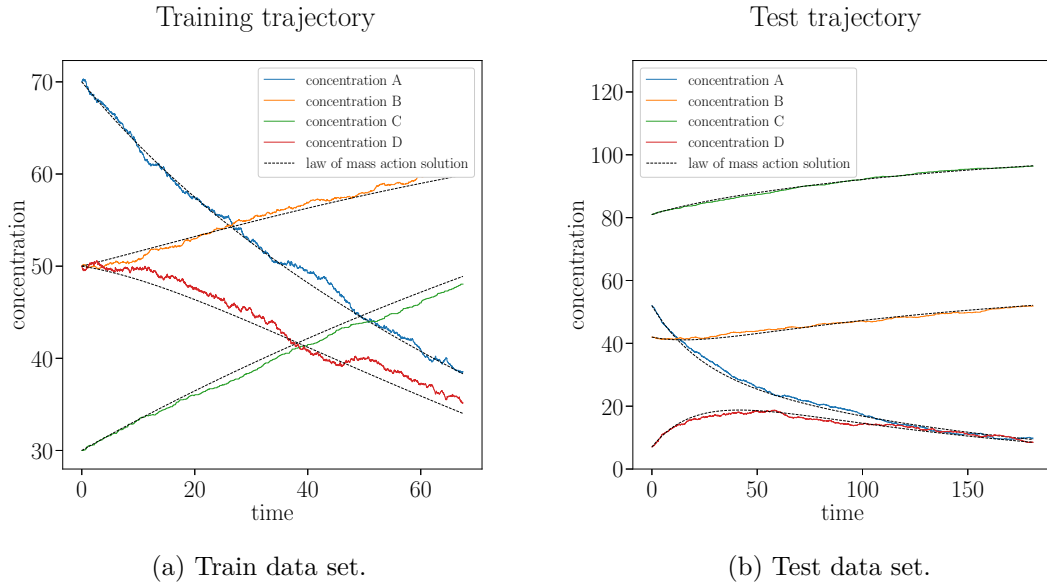 Training trajectory
70
60
50
40
30
concentration
0
20
40
60
time
concentration A
concentration B
concentration C
concentration D
law of mass action solution
(a) Train data set.
Test trajectory
120
100
80
60
40
20
0
concentration
0
50
100
150
time
concentration A
concentration B
concentration C
concentration D
law of mass action solution
(b) Test data set.